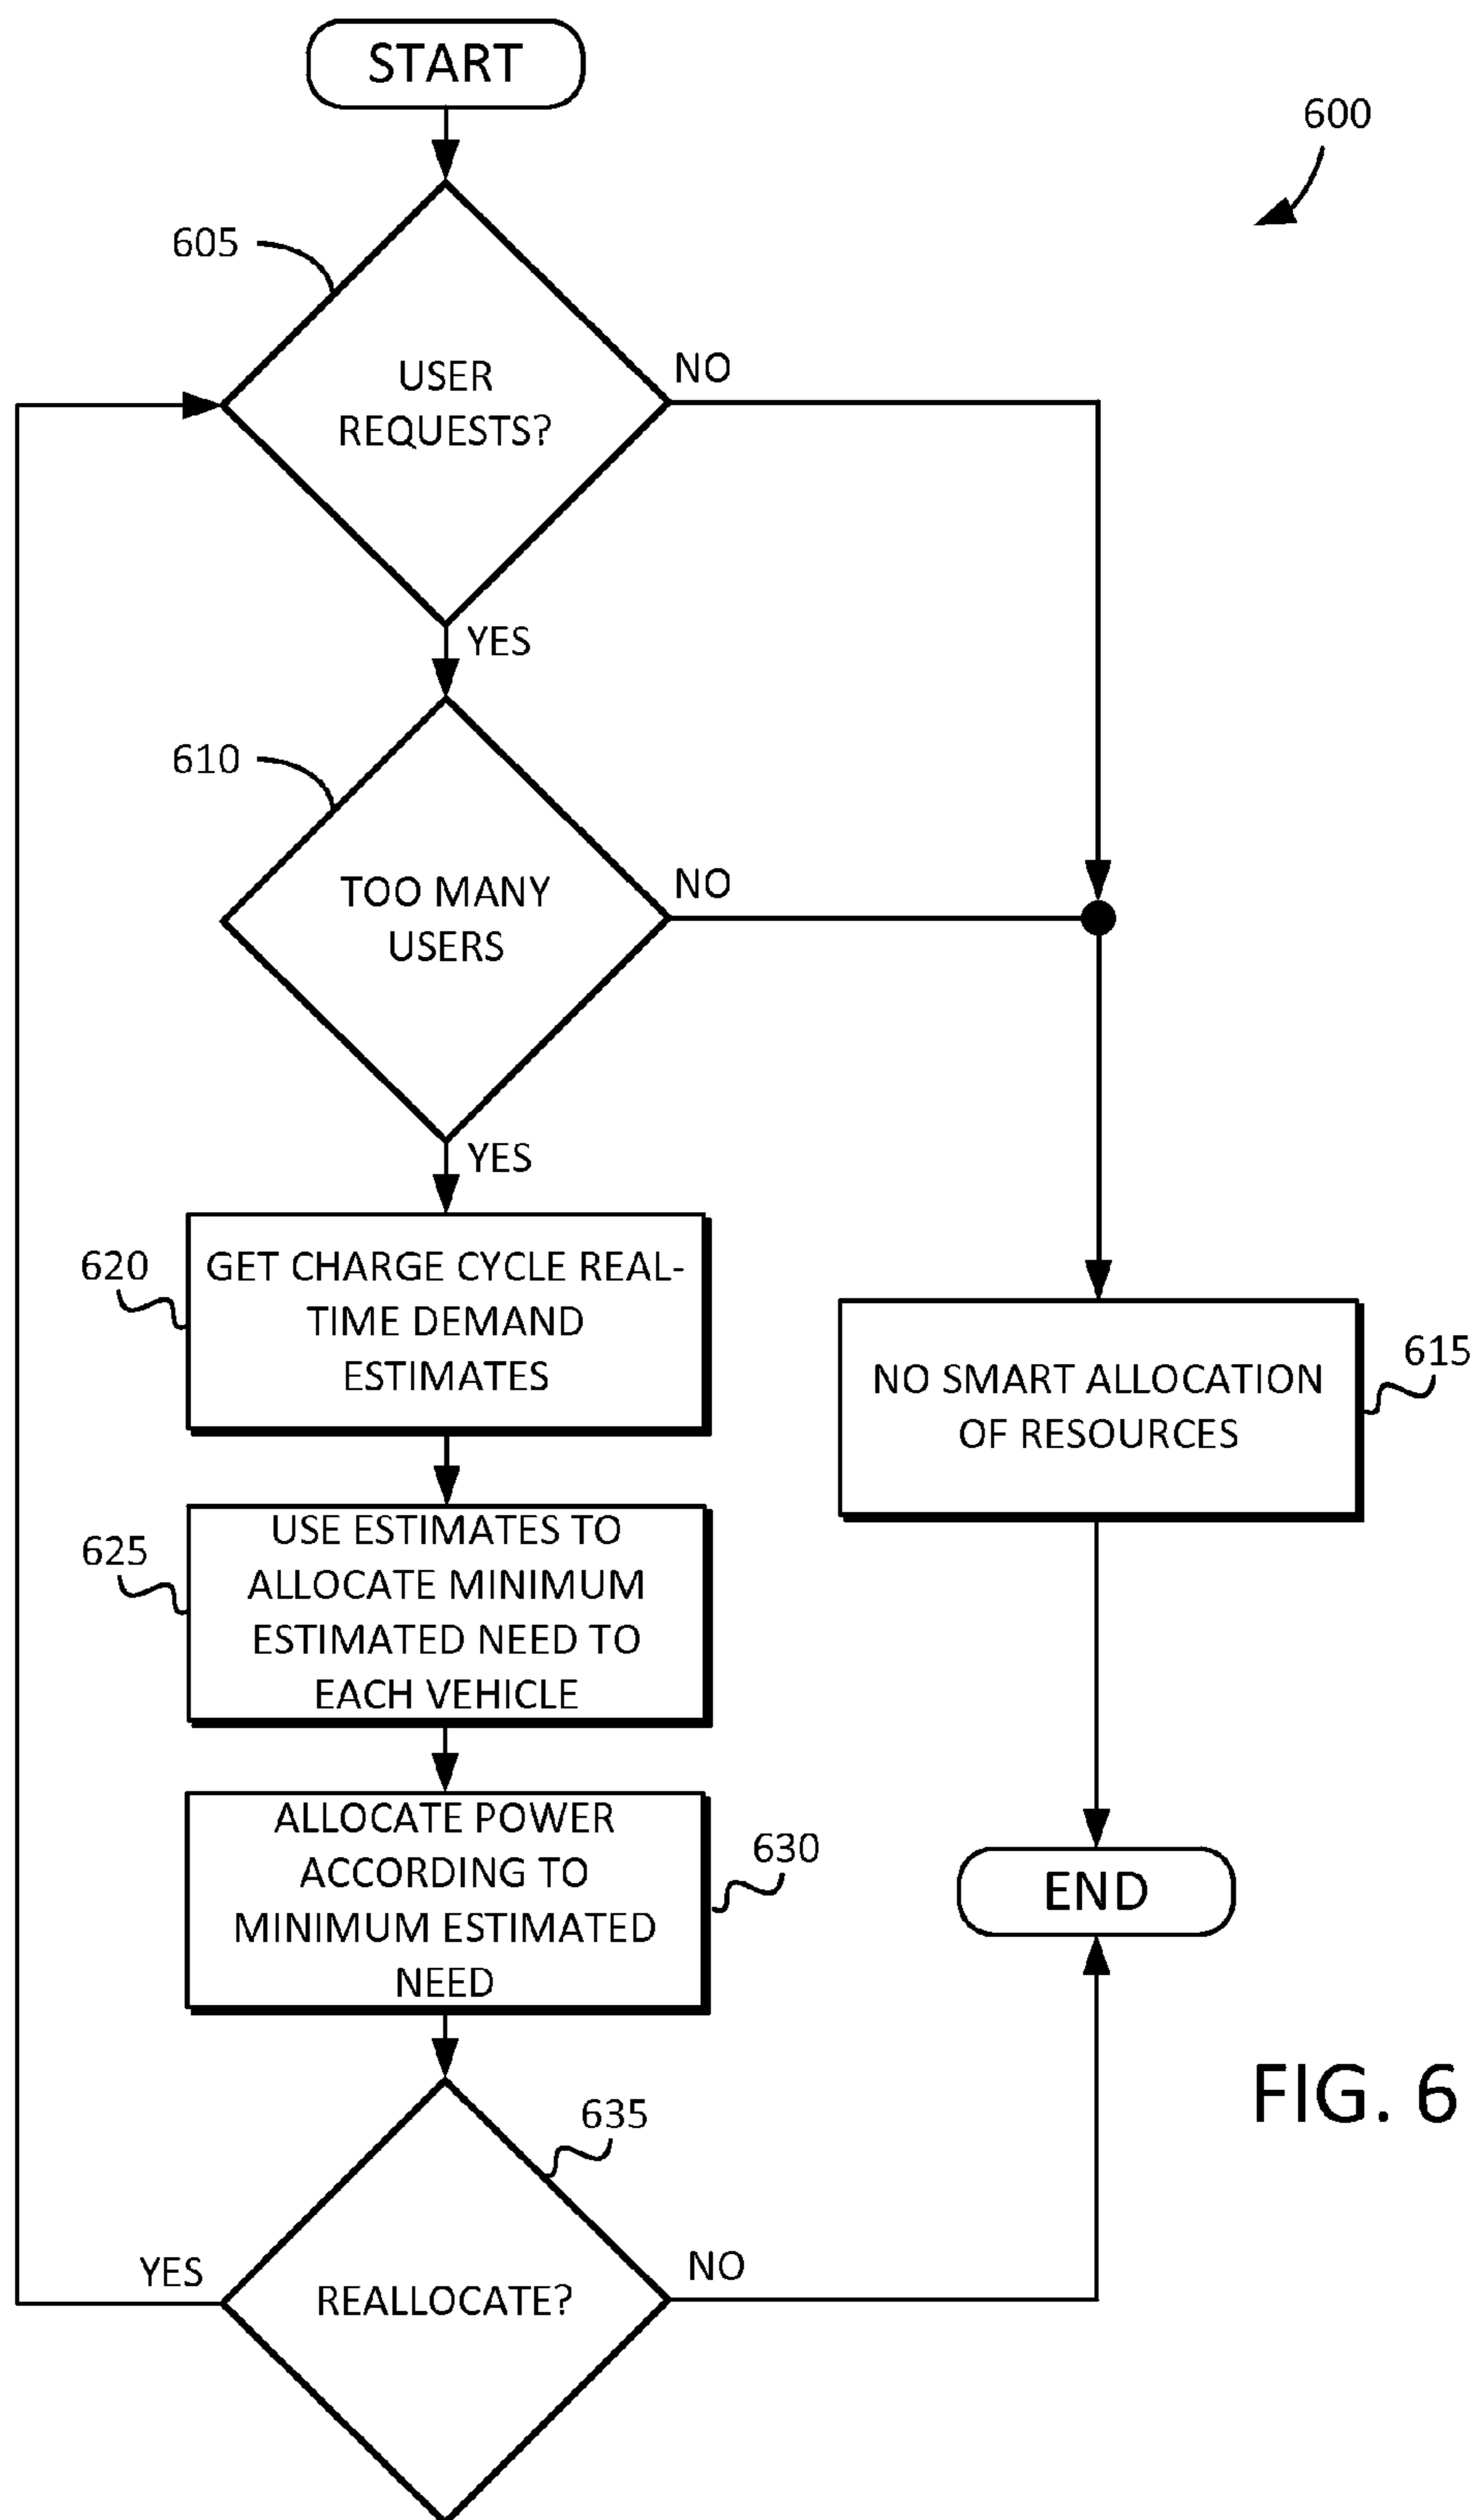 START
600
605
USER
REQUESTS?
NO
YES
610
TOO MANY
USERS
NO
YES
620
GET CHARGE CYCLE REAL-
TIME DEMAND
ESTIMATES
NO SMART ALLOCATION
OF RESOURCES
615
625
USE ESTIMATES TO
ALLOCATE MINIMUM
ESTIMATED NEED TO
EACH VEHICLE
ALLOCATE POWER
ACCORDING TO
MINIMUM ESTIMATED
NEED
630
END
635
REALLOCATE?
YES
NO
FIG. 6